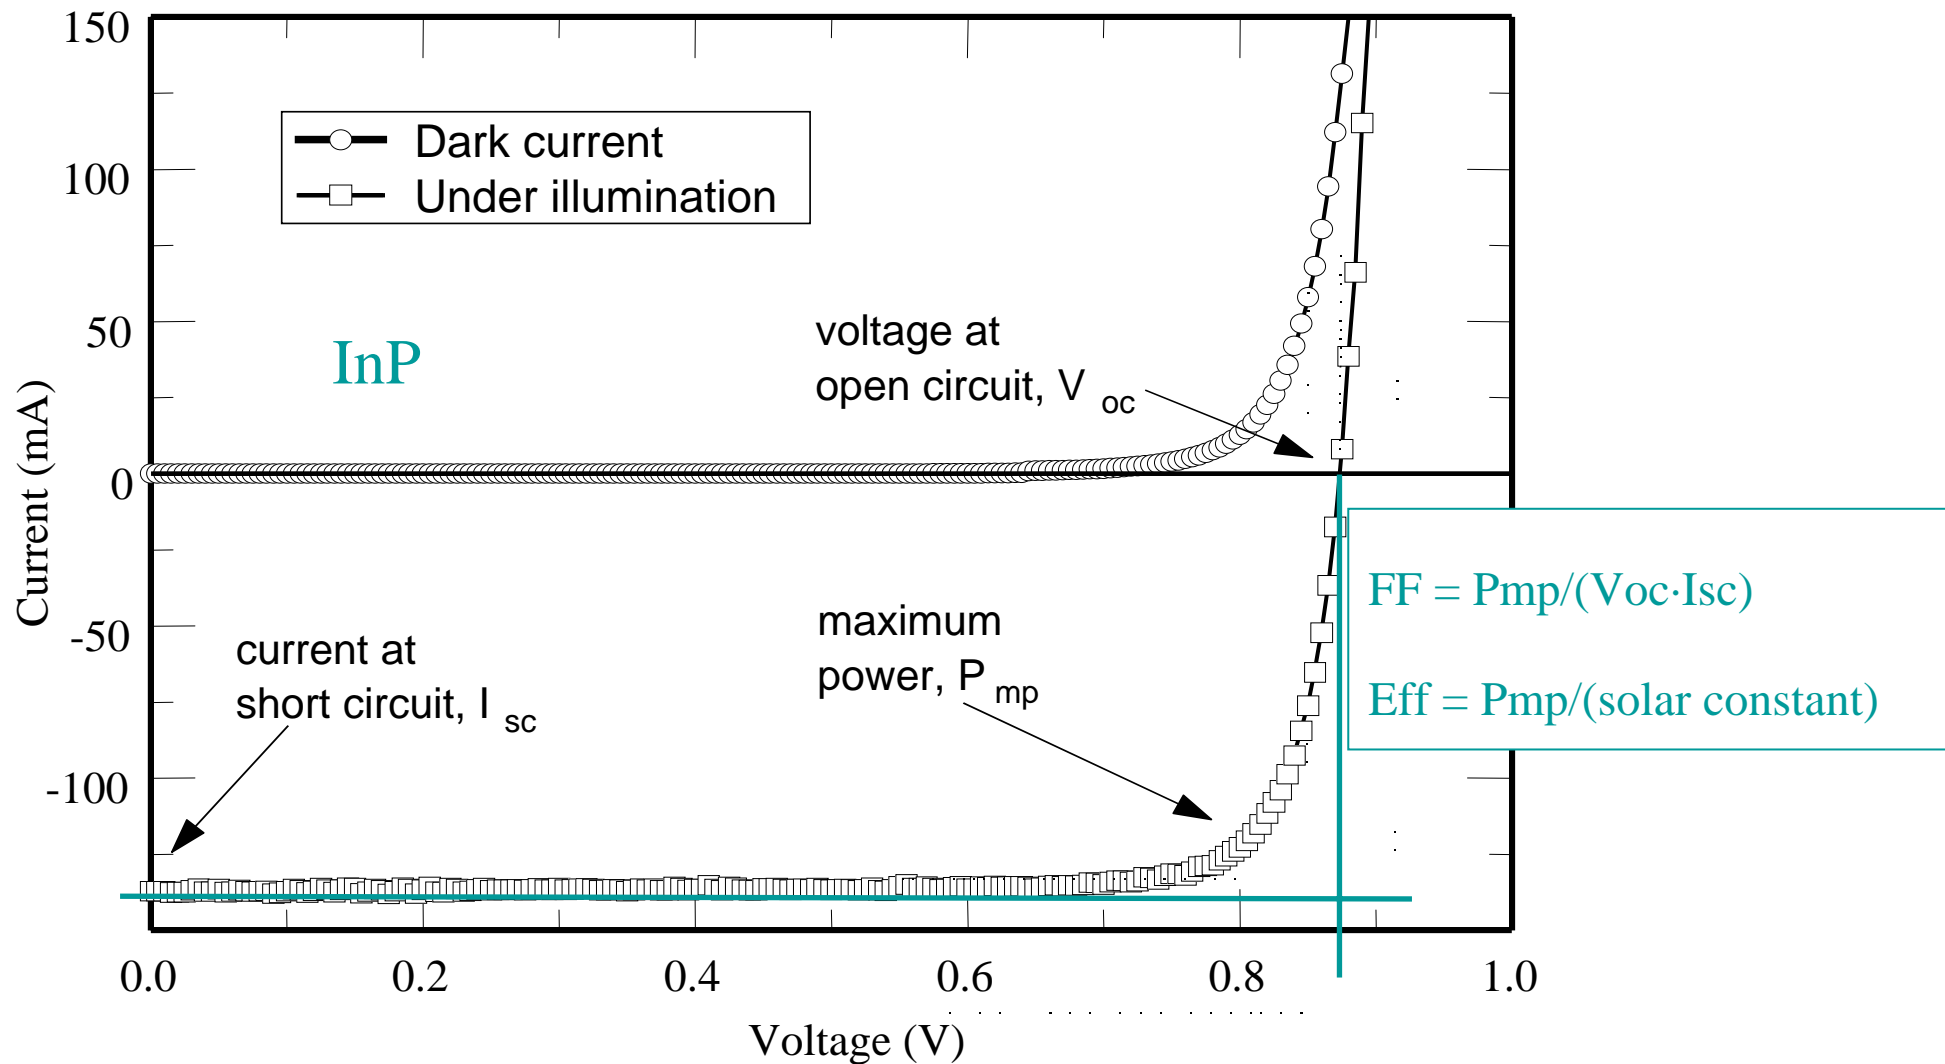 150
100
50
0
-50
-100
Current (mA)
Dark current
Under illumination
InP
voltage at
open circuit, V oc
current at
short circuit, I sc
maximum
power, P mp
FF = Pmp/(Voc·Isc)
Eff = Pmp/(solar constant)
0.0 0.2 0.4 0.6 0.8 1.0
Voltage (V)